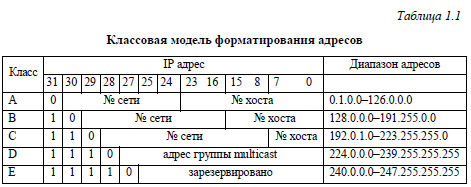 Таблица 1.1
Классовая модель форматирования адресов
Класс IP адрес Диапазон адресов
31 30 29 28 27 25 24 23 16 15 8 7 0
A 0 № сети № хоста 0.1.0.0–126.0.0.0
B 1 0 № сети № хоста 128.0.0.0–191.255.0.0
C 1 1 0 № сети № хоста 192.0.1.0–223.255.255.0
D 1 1 1 0 адрес группы multicast 224.0.0.0–239.255.255.255
E 1 1 1 1 0 зарезервировано 240.0.0.0–247.255.255.255